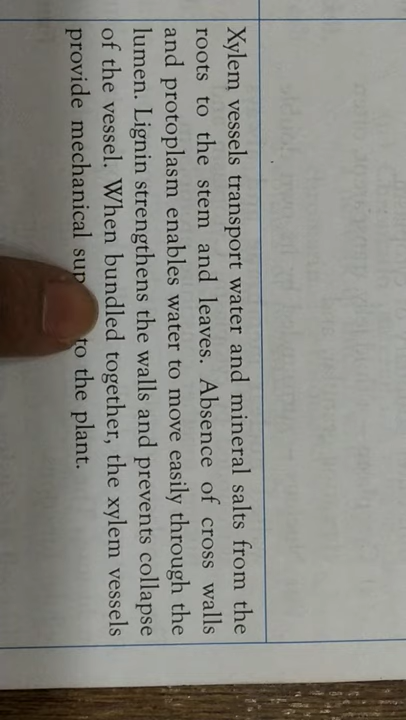 Xylem vessels transport water and mineral salts from the
roots to the stem and leaves. Absence of cross walls
and protoplasm enables water to move easily through the
lumen. Lignin strengthens the walls and prevents collapse
of the vessel. When bundled together, the xylem vessels
provide mechanical sup to the plant.